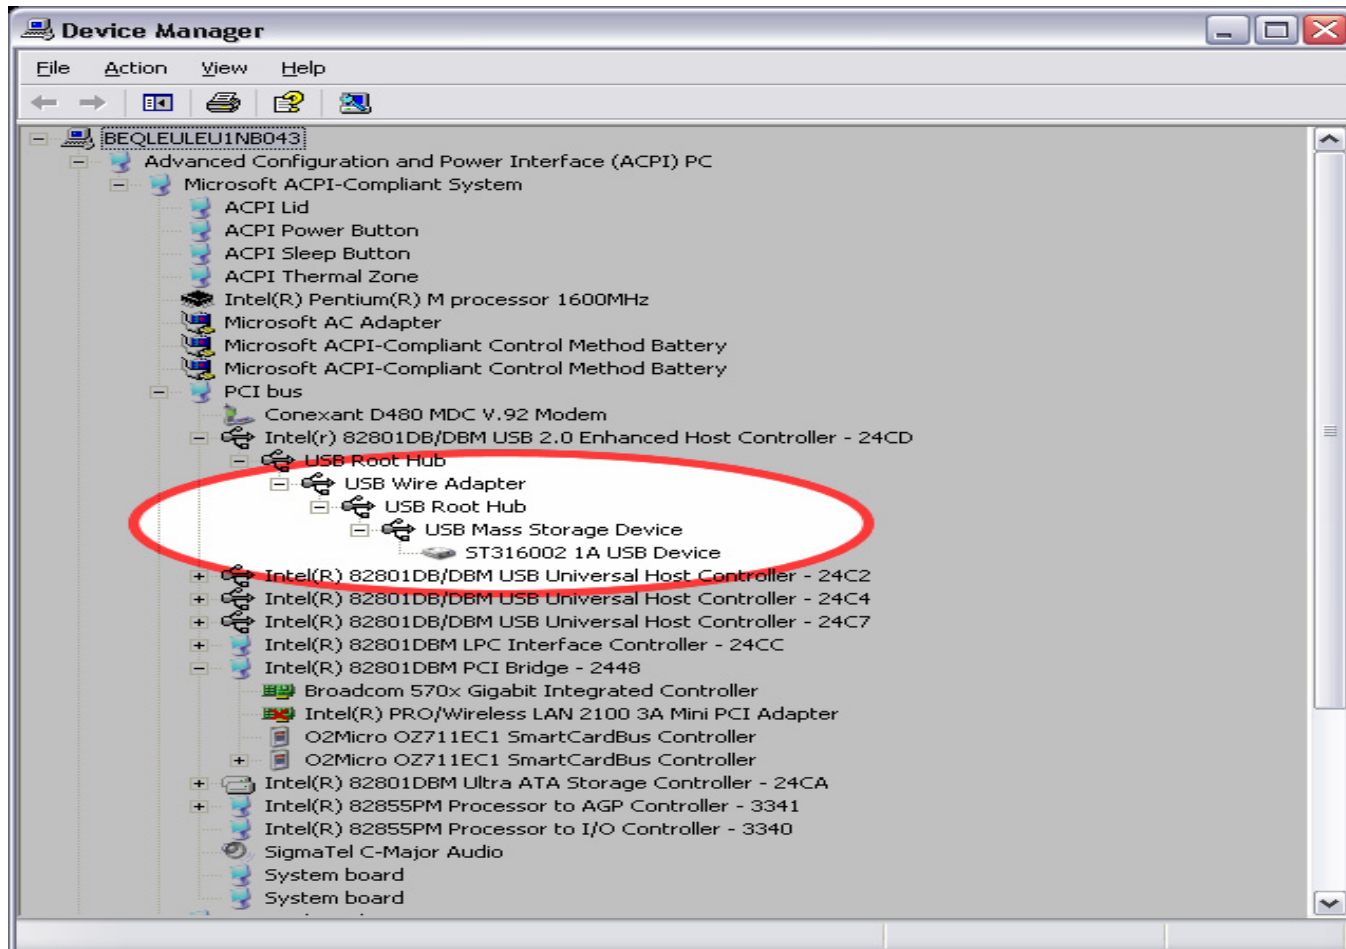 Device Manager
File Action View Help
BEQLEULEU1NB043
Advanced Configuration and Power Interface (ACPI) PC
Microsoft ACPI-Compliant System
ACPI Lid
ACPI Power Button
ACPI Sleep Button
ACPI Thermal Zone
Intel(R) Pentium(R) M processor 1600MHz
Microsoft AC Adapter
Microsoft ACPI-Compliant Control Method Battery
Microsoft ACPI-Compliant Control Method Battery
PCI bus
Conexant D480 MDC V.92 Modem
Intel(r) 82801DB/DBM USB 2.0 Enhanced Host Controller - 24CD
USB Root Hub
USB Wire Adapter
USB Root Hub
USB Mass Storage Device
ST316002 1A USB Device
Intel(R) 82801DB/DBM USB Universal Host Controller - 24C2
Intel(R) 82801DB/DBM USB Universal Host Controller - 24C4
Intel(R) 82801DB/DBM USB Universal Host Controller - 24C7
Intel(R) 82801DBM LPC Interface Controller - 24CC
Intel(R) 82801DBM PCI Bridge - 2448
Broadcom 570x Gigabit Integrated Controller
Intel(R) PRO/Wireless LAN 2100 3A Mini PCI Adapter
O2Micro OZ711EC1 SmartCardBus Controller
O2Micro OZ711EC1 SmartCardBus Controller
Intel(R) 82801DBM Ultra ATA Storage Controller - 24CA
Intel(R) 82855PM Processor to AGP Controller - 3341
Intel(R) 82855PM Processor to I/O Controller - 3340
SigmaTel C-Major Audio
System board
System board